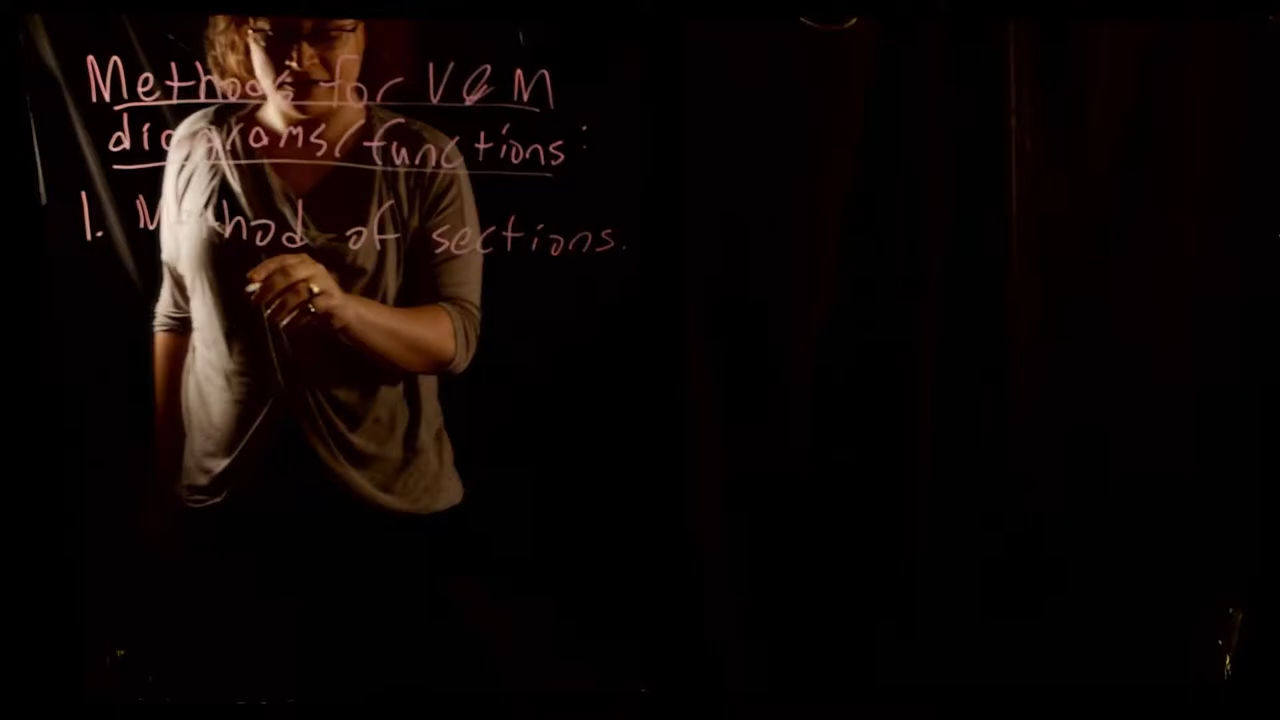 Methods for V & M
diagrams/functions:
1. Method of sections.